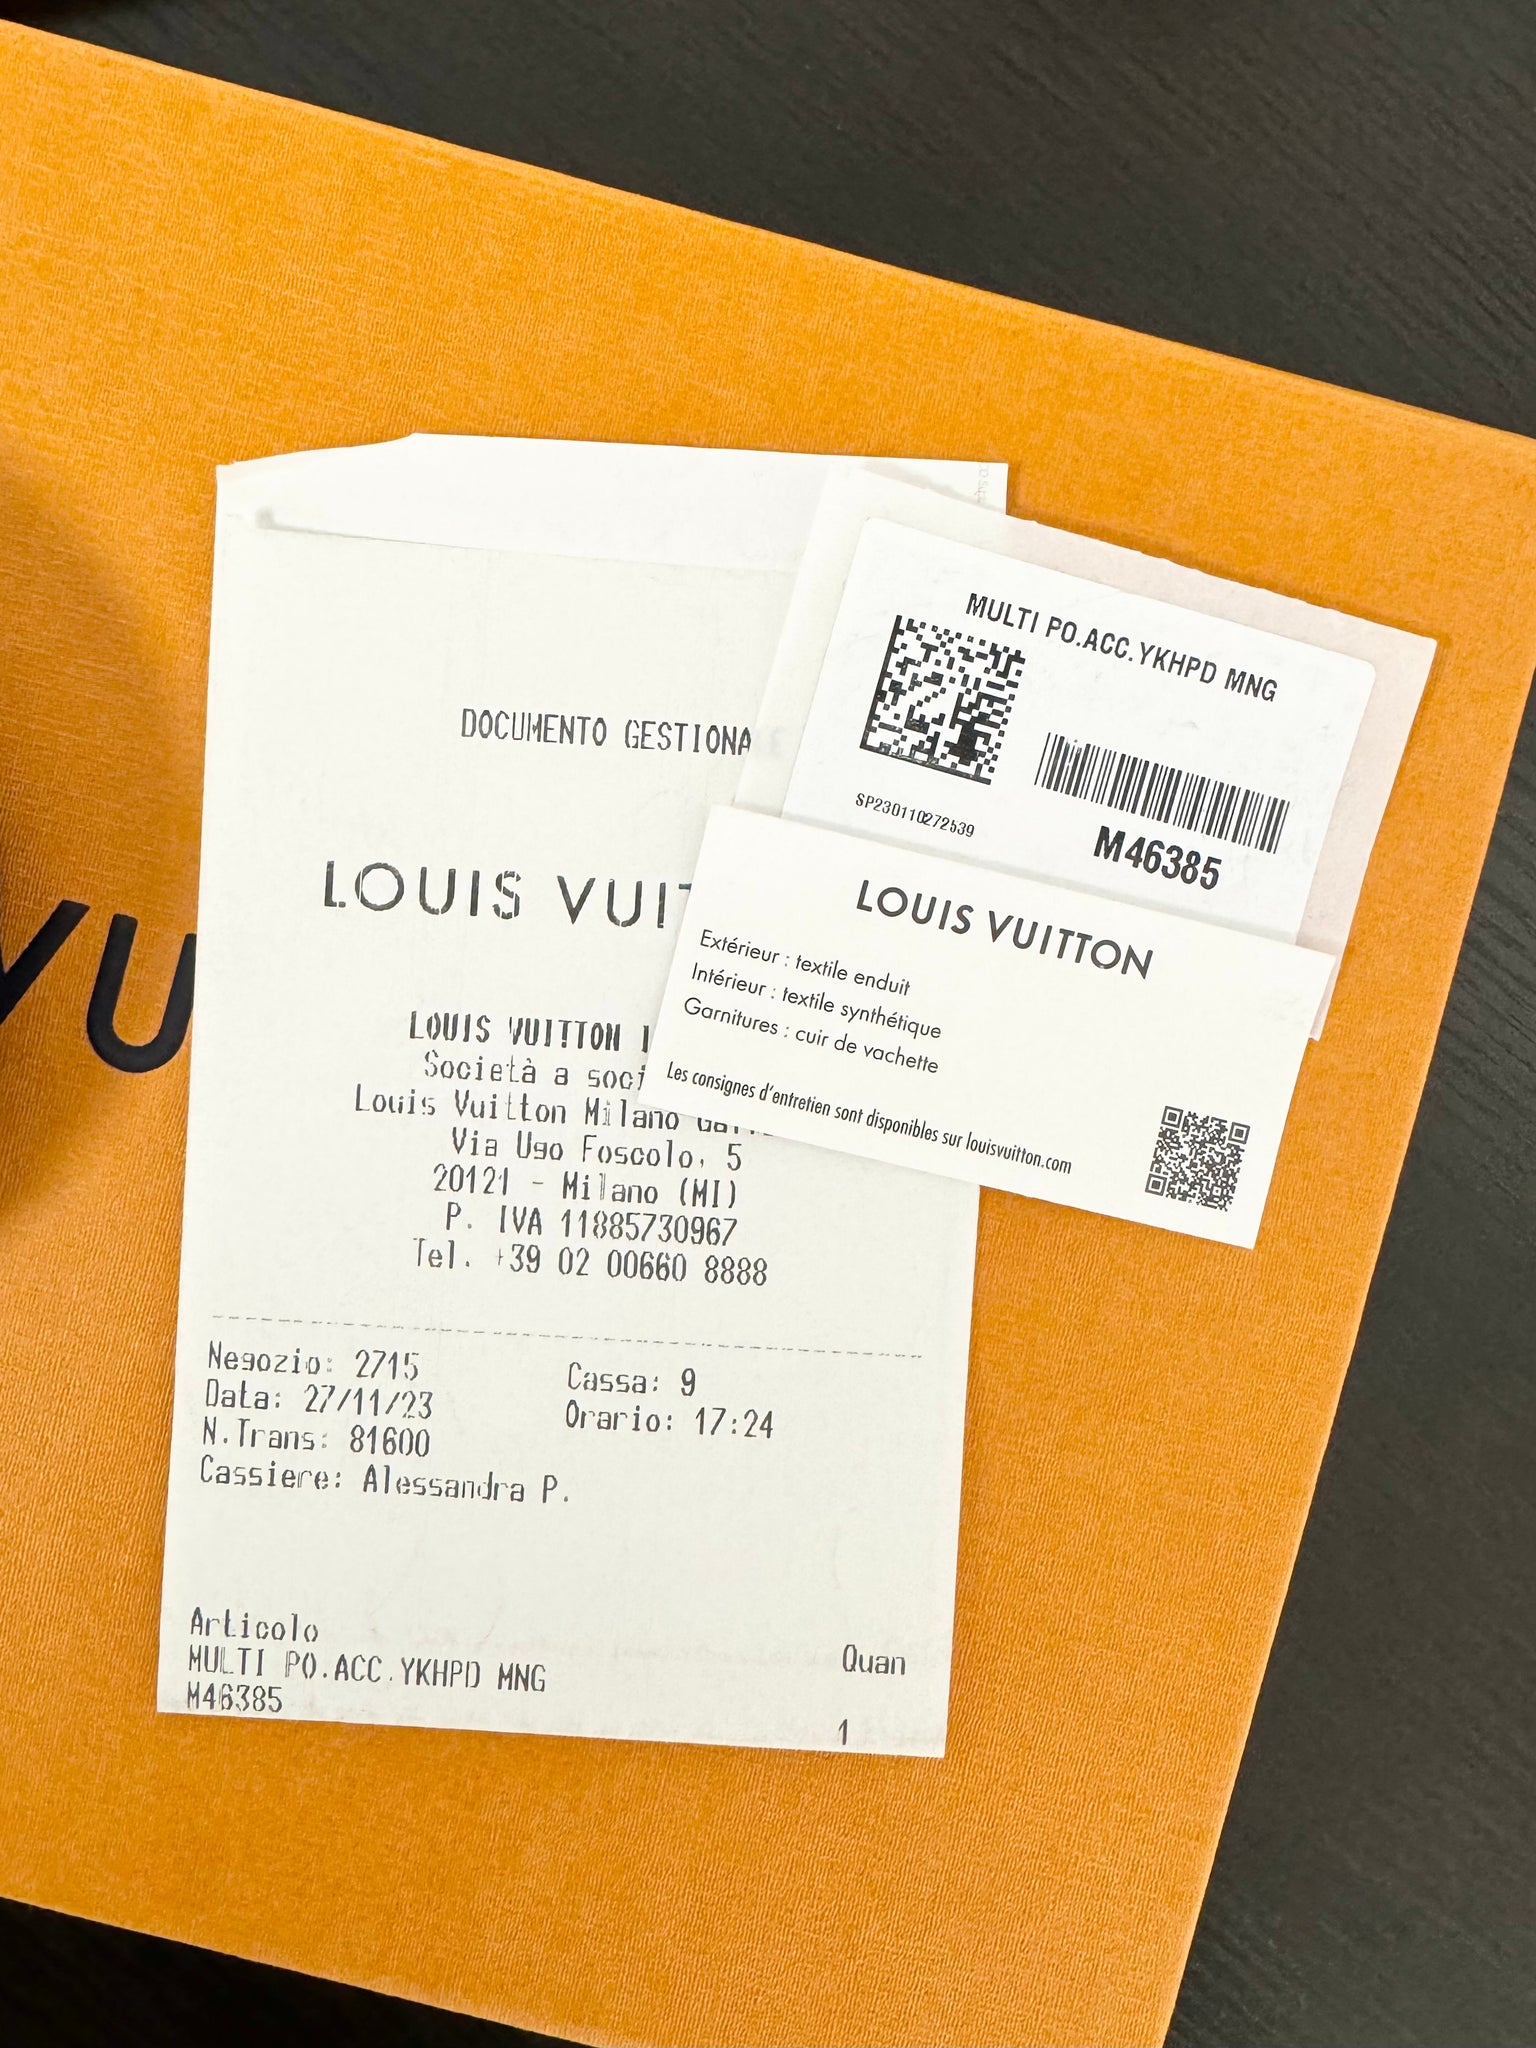 VU
DOCUMENTO GESTIONA
LOUIS VUIT
LOUIS VUITTON
Società a soci
Louis Vuitton Milano
Via Ugo Foscolo, 5
20121 - Milano (MI)
P. IVA 11885730967
Tel. +39 02 00660 8888
Negozio: 2715 Cassa: 9
Data: 27/11/23 Orario: 17:24
N.Trans: 81600
Cassiere: Alessandra P.
Articolo Quan
MULTI PO.ACC.YKHPD MNG
M46385
1
MULTI PO.ACC.YKHPD MNG
SP230110272539
M46385
LOUIS VUITTON
Extérieur : textile enduit
Intérieur : textile synthétique
Garnitures : cuir de vachette
Les consignes d'entretien sont disponibles sur louisvuitton.com